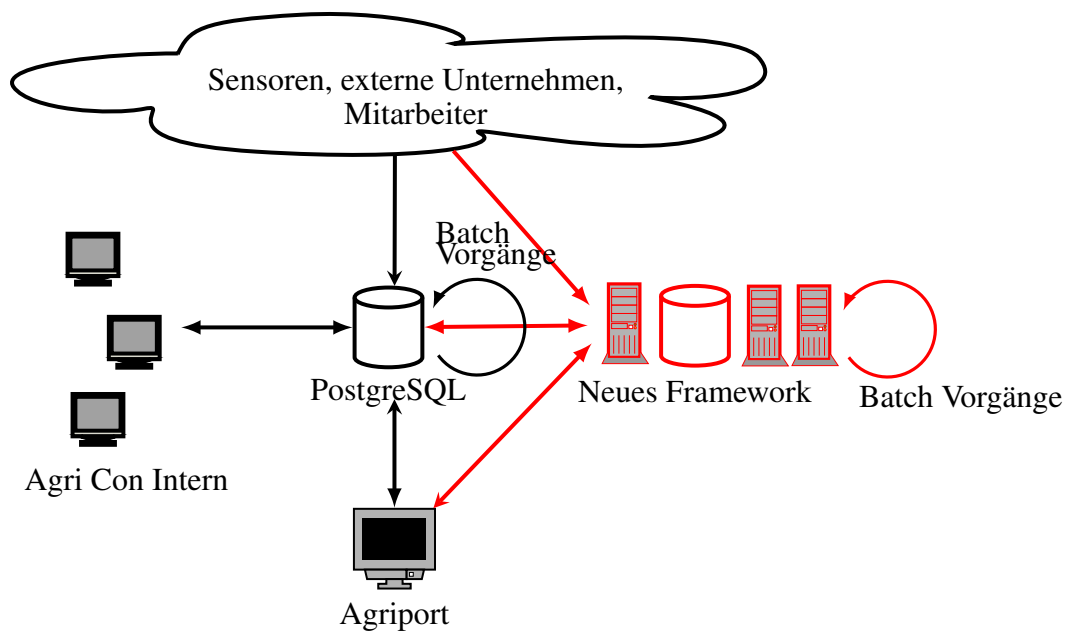 Sensoren, externe Unternehmen,
Mitarbeiter
Batch
Vorgänge
PostgreSQL
Neues Framework
Batch Vorgänge
Agri Con Intern
Agriport